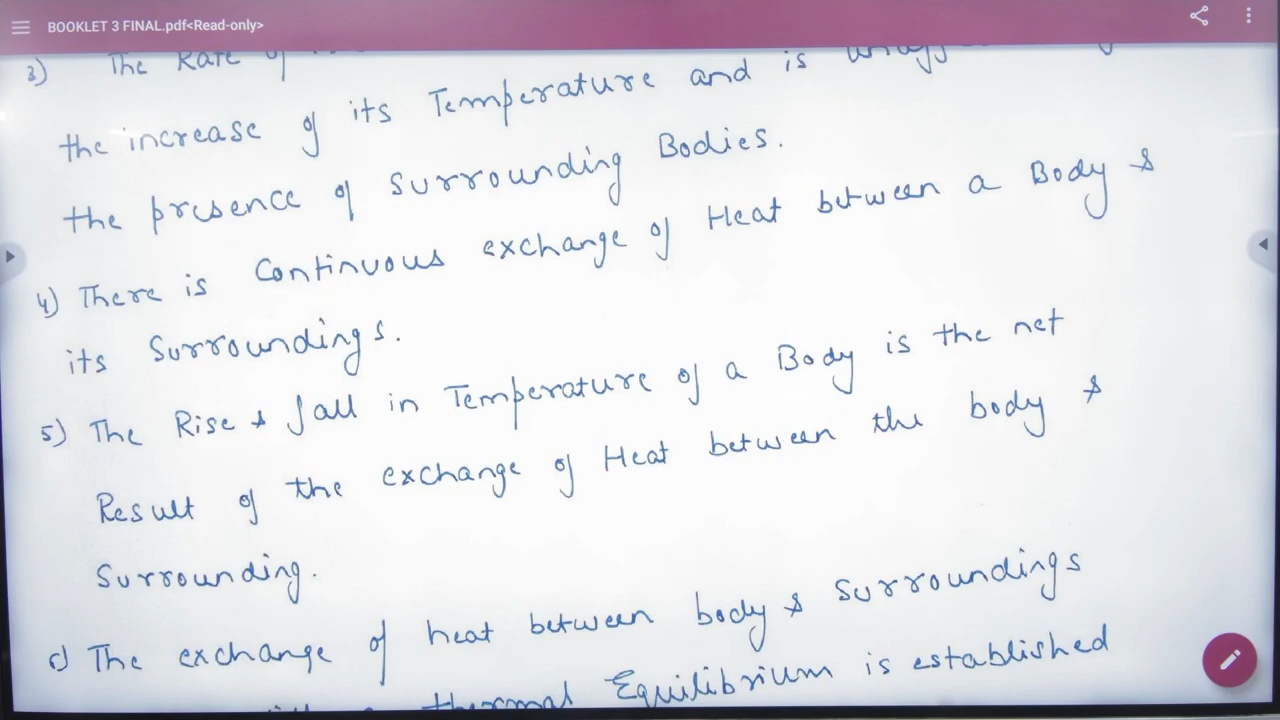 BOOKLET 3 FINAL.pdf<Read-only>
3) The Rate of
the increase of its Temperature and is
the presence of Surrounding Bodies.
4) There is Continuous exchange of Heat between a Body &
its Surroundings.
5) The Rise & fall in Temperature of a Body is the net
Result of the exchange of Heat between the body &
Surrounding.
c) The exchange of heat between body & Surroundings
thermal Equilibrium is established